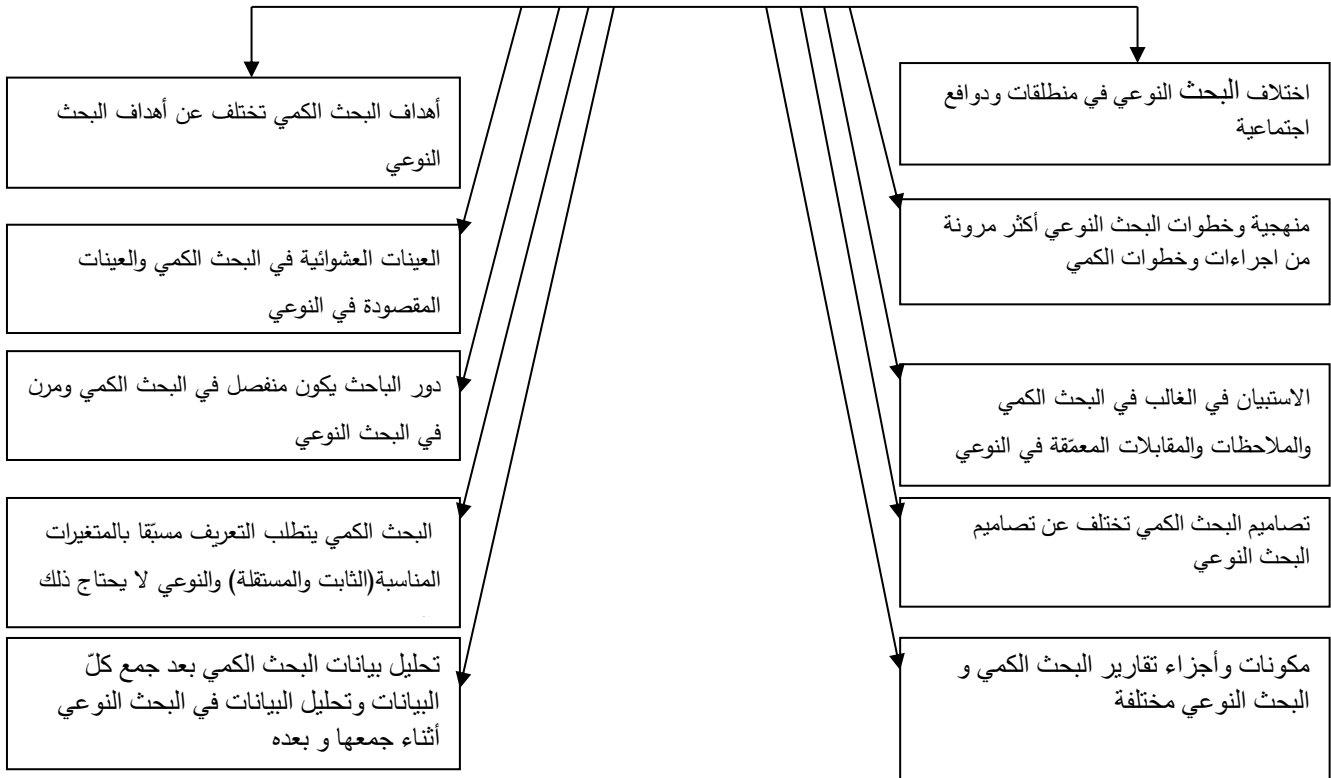 اختلاف البحث النوعي في منطلقات ودوافع
اجتماعية
منهجية وخطوات البحث النوعي أكثر مرونة
من اجراءات وخطوات الكمي
الاستبيان في الغالب في البحث الكمي
والملاحظات والمقابلات المعمّقة في النوعي
تصاميم البحث الكمي تختلف عن تصاميم
البحث النوعي
مكونات وأجزاء تقارير البحث الكمي و
البحث النوعي مختلفة
أهداف البحث الكمي تختلف عن أهداف البحث
النوعي
العينات العشوائية في البحث الكمي والعينات
المقصودة في النوعي
دور الباحث يكون منفصل في البحث الكمي ومرن
في البحث النوعي
البحث الكمي يتطلب التعريف مسبّقا بالمتغيرات
المناسبة(الثابت والمستقلة) والنوعي لا يحتاج ذلك
.
تحليل بيانات البحث الكمي بعد جمع كلّ
البيانات وتحليل البيانات في البحث النوعي
أثناء جمعها و بعده